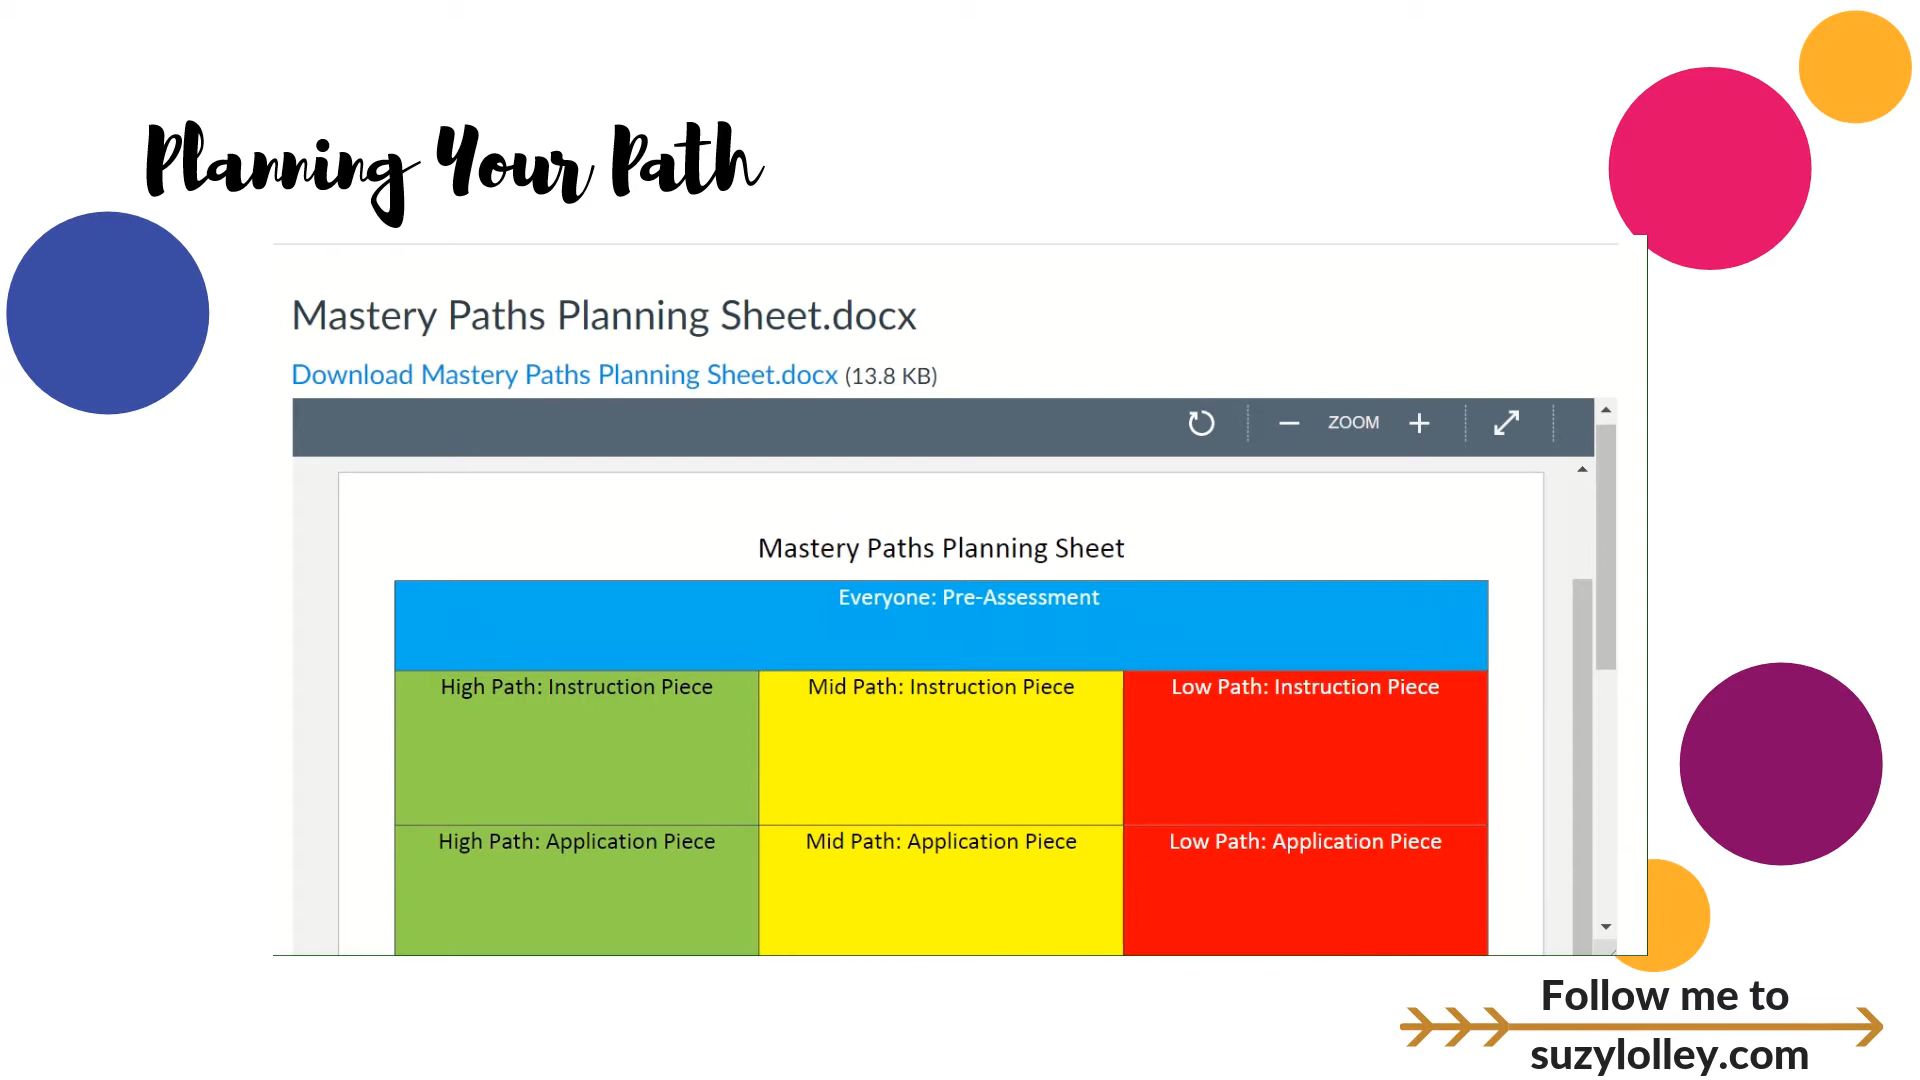 Planning Your Path
Mastery Paths Planning Sheet.docx
Download Mastery Paths Planning Sheet.docx (13.8 KB)
ZOOM
Mastery Paths Planning Sheet
Everyone: Pre-Assessment
High Path: Instruction Piece Mid Path: Instruction Piece Low Path: Instruction Piece
High Path: Application Piece Mid Path: Application Piece Low Path: Application Piece
Follow me to
suzylolley.com